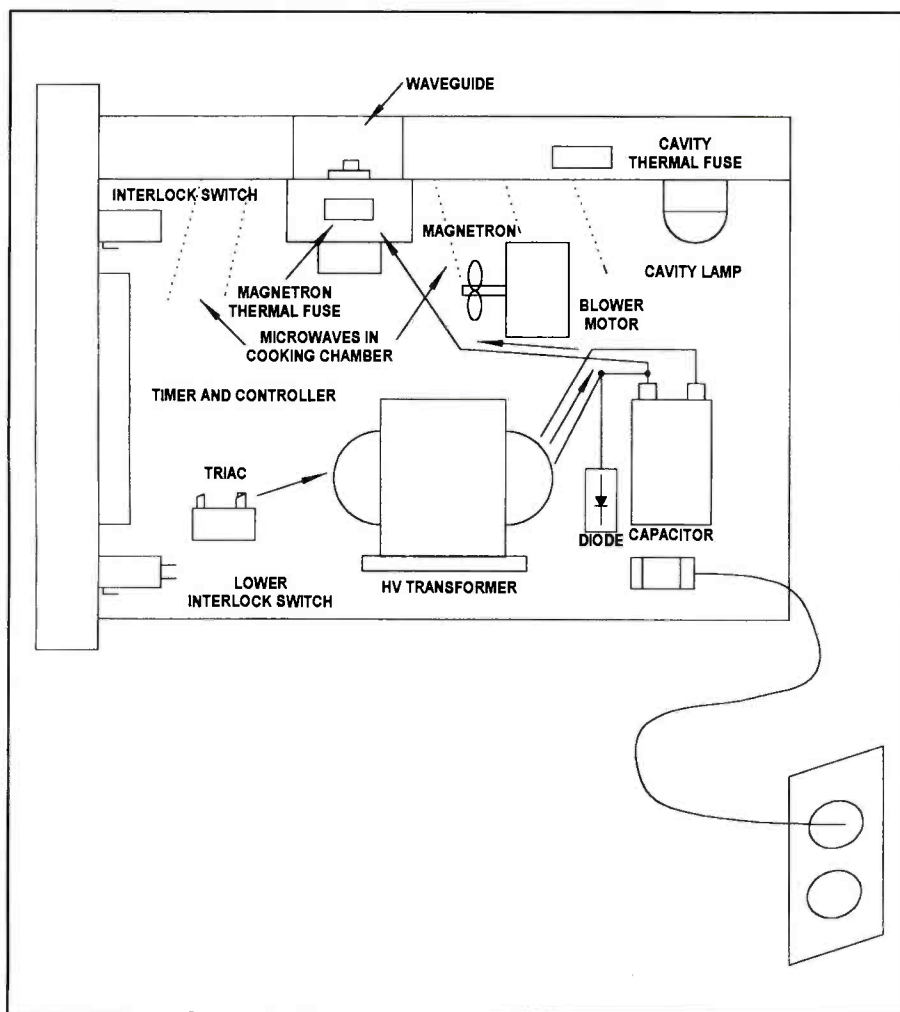 WAVEGUIDE
CAVITY
THERMAL FUSE
INTERLOCK SWITCH
MAGNETRON
CAVITY LAMP
MAGNETRON
THERMAL FUSE
BLOWER
MOTOR
MICROWAVES IN
COOKING CHAMBER
TIMER AND CONTROLLER
TRIAC
DIODE
CAPACITOR
LOWER
INTERLOCK SWITCH
HV TRANSFORMER